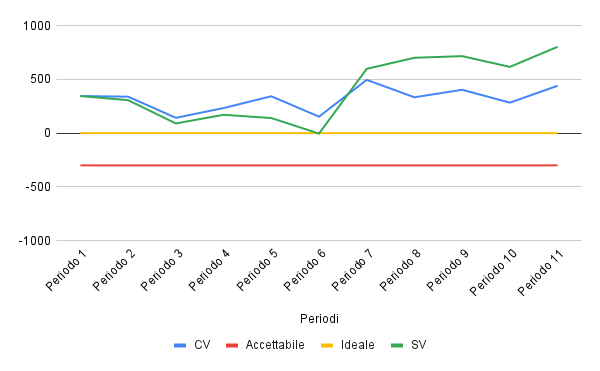 1000
500
0
-500
-1000
Periodo 1
Periodo 2
Periodo 3
Periodo 4
Periodo 5
Periodo 6
Periodo 7
Periodo 8
Periodo 9
Periodo 10
Periodo 11
Periodi
CV Accettabile Ideale SV